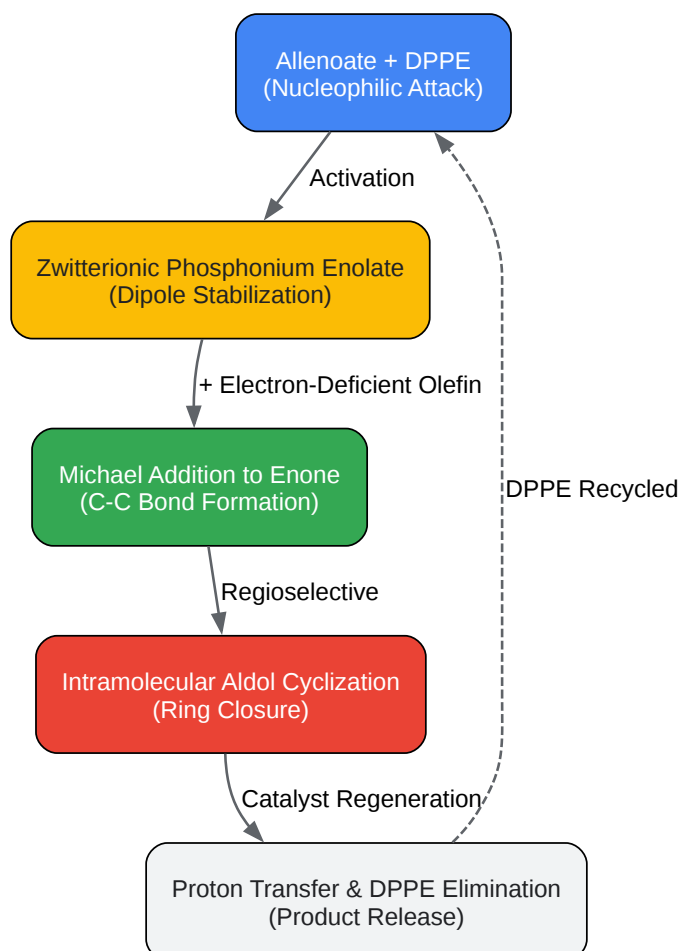 Allenoate + DPPE
(Nucleophilic Attack)
Activation
Zwitterionic Phosphonium Enolate
(Dipole Stabilization)
+ Electron-Deficient Olefin
Michael Addition to Enone
(C-C Bond Formation)
DPPE Recycled
Regioselective
Intramolecular Aldol Cyclization
(Ring Closure)
Catalyst Regeneration
Proton Transfer & DPPE Elimination
(Product Release)